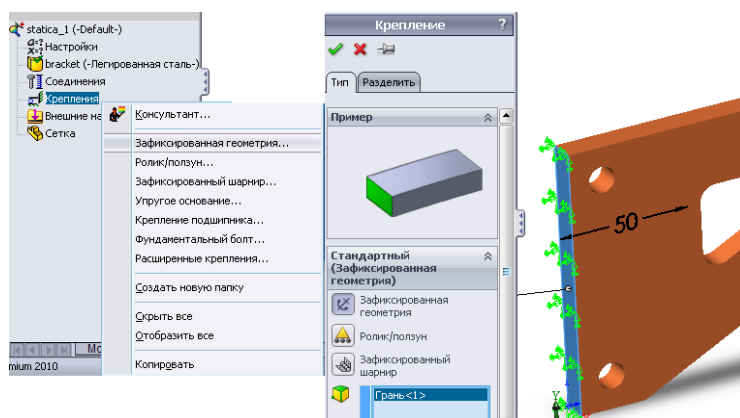 statica_1 (-Default-)
Настройки
bracket (-Легированная сталь-)
Соединения
Крепления
Внешние на
Сетка
Консультант...
Зафиксированная геометрия...
Ролик/ползун...
Зафиксированный шарнир...
Упругое основание...
Крепление подшипника...
Фундаментальный болт...
Расширенные крепления...
Создать новую папку
Скрыть все
Отобразить все
Копировать
Мо
mium 2010
Крепление ?
Тип Разделить
Пример
Стандартный
(Зафиксированная
геометрия)
Зафиксированная
геометрия
Ролик/ползун
Зафиксированный
шарнир
Грань<1>
50
Y